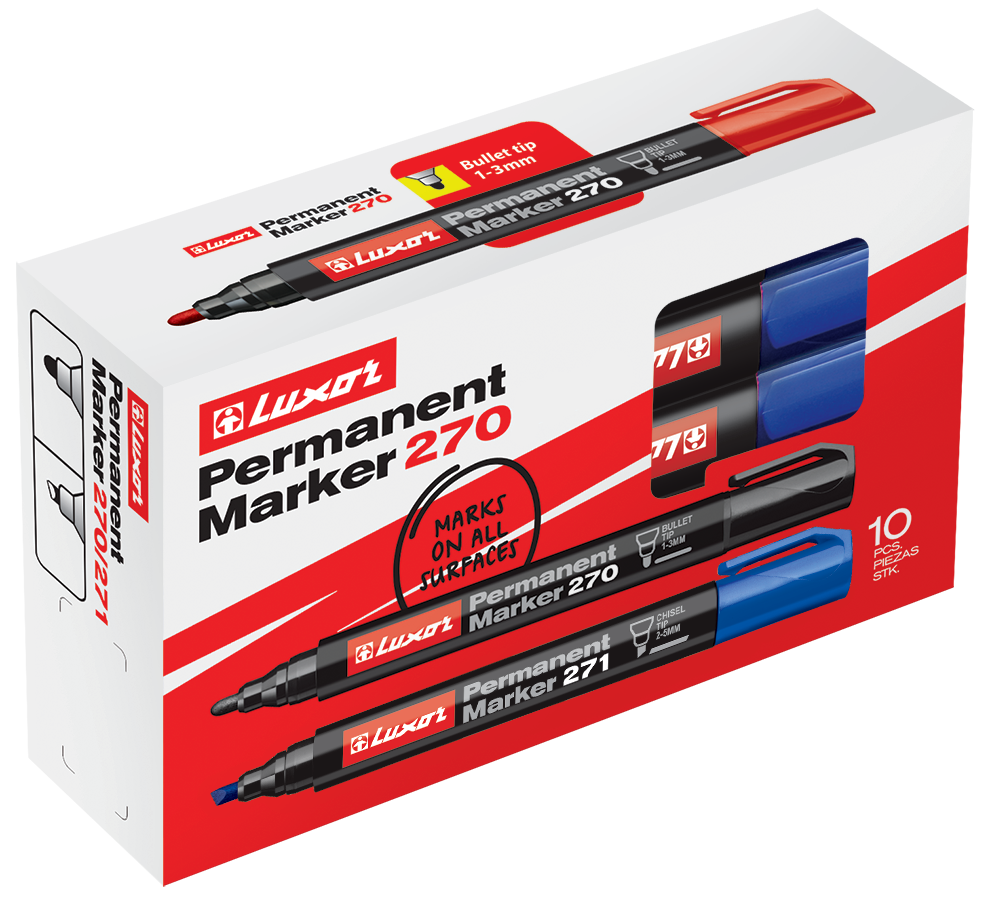 Luxor
Permanent
Marker 270
Bullet tip
1-3mm
Luxor
Permanent
Marker 270
BULLET
TIP
1-3MM
Luxor
Permanent
Marker 270/271
Luxor
Permanent
Marker 270
MARKS
ON ALL
SURFACES
Luxor
Permanent
Marker 270
BULLET
TIP
1-3MM
Luxor
Permanent
Marker 271
CHISEL
TIP
2-5MM
10
PCS.
PIEZAS
STK.